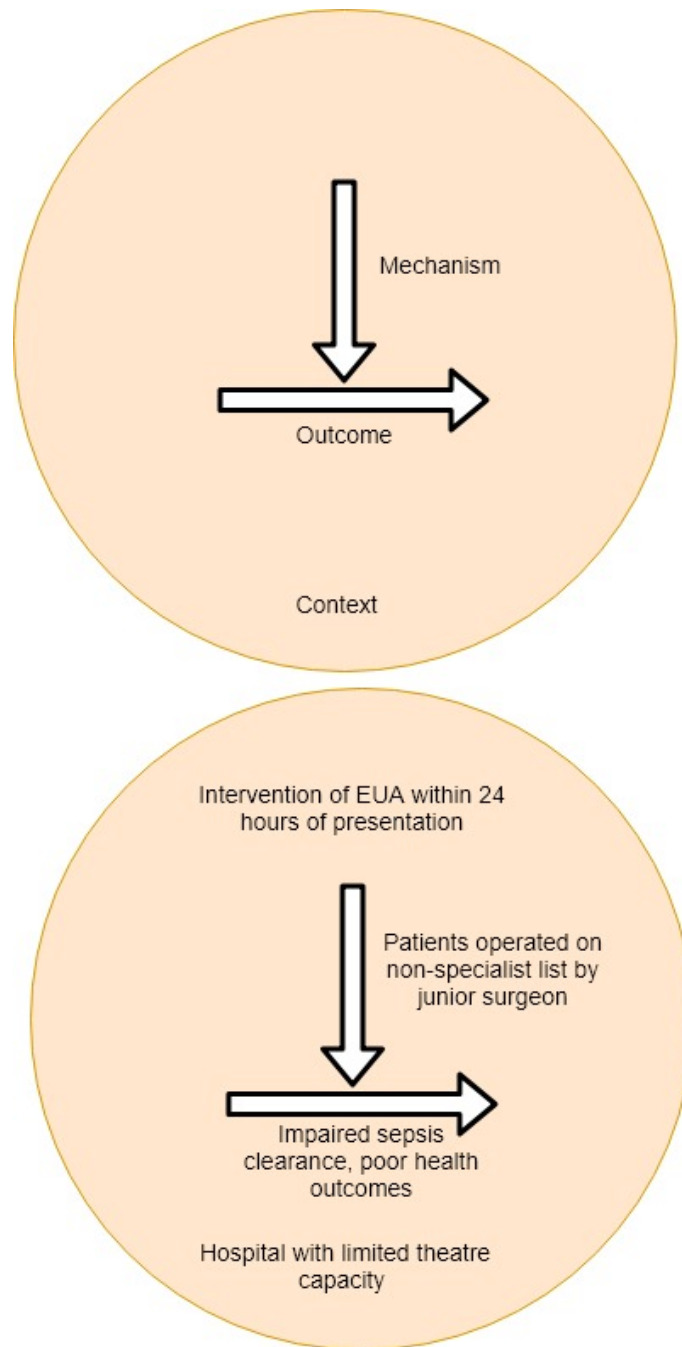 Mechanism
Outcome
Context
Intervention of EUA within 24
hours of presentation
Patients operated on
non-specialist list by
junior surgeon
Impaired sepsis
clearance, poor health
outcomes
Hospital with limited theatre
capacity